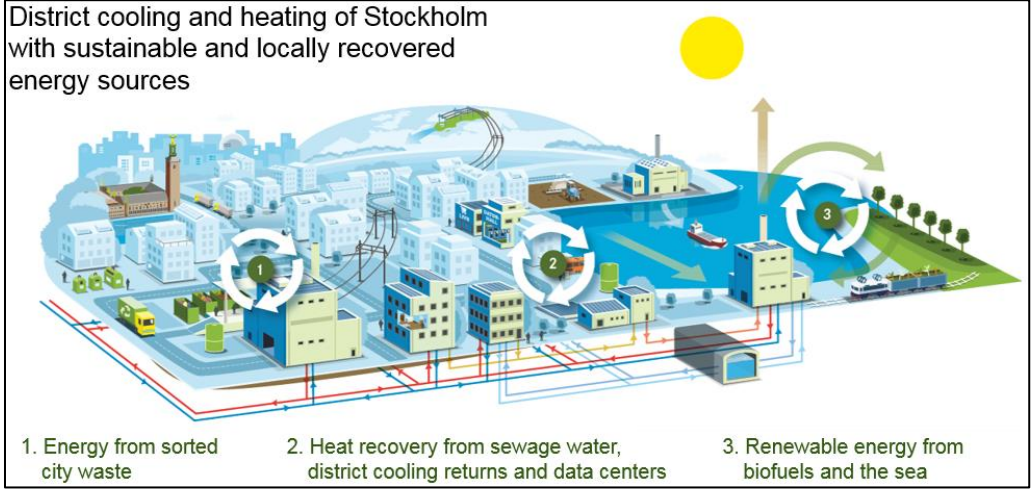 District cooling and heating of Stockholm
with sustainable and locally recovered
energy sources
1
2
3
1. Energy from sorted
city waste
2. Heat recovery from sewage water,
district cooling returns and data centers
3. Renewable energy from
biofuels and the sea